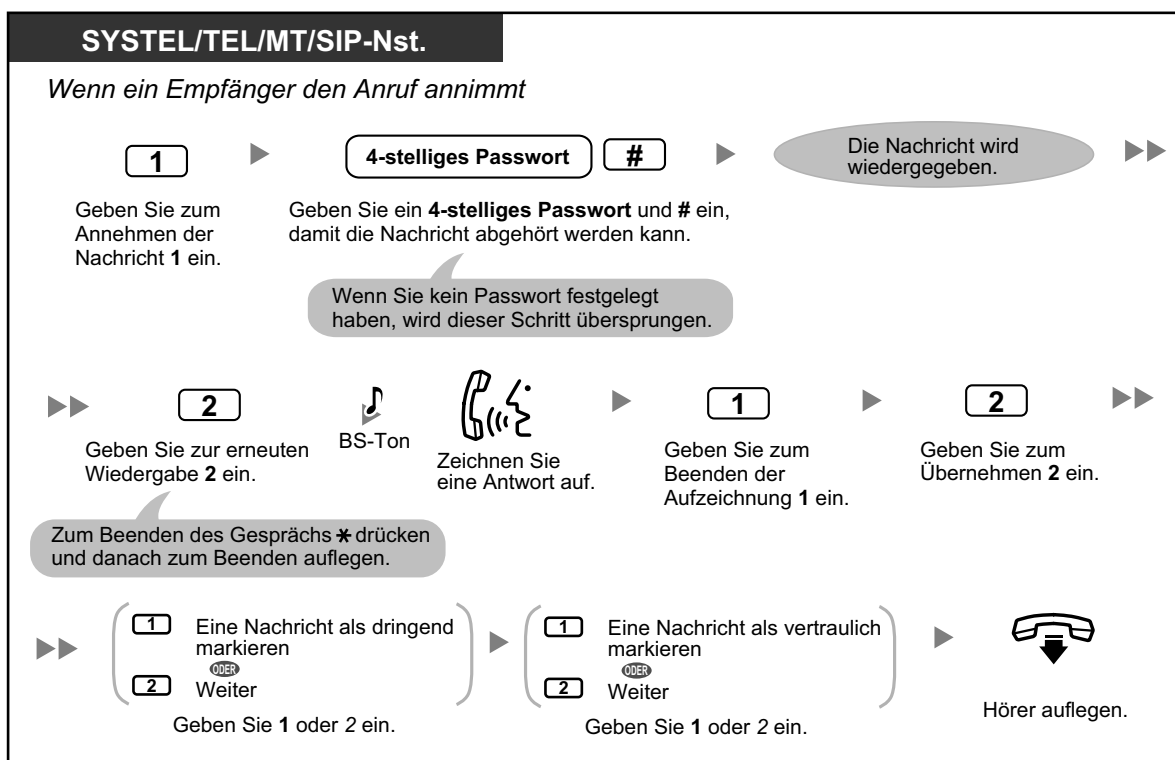 SYSTEL/TEL/MT/SIP-Nst.
Wenn ein Empfänger den Anruf annimmt
1
4-stelliges Passwort #
Die Nachricht wird
wiedergegeben.
Geben Sie zum
Annehmen der
Nachricht 1 ein.
Geben Sie ein 4-stelliges Passwort und # ein,
damit die Nachricht abgehört werden kann.
Wenn Sie kein Passwort festgelegt
haben, wird dieser Schritt übersprungen.
2
Geben Sie zur erneuten
Wiedergabe 2 ein.
Zum Beenden des Gesprächs * drücken
und danach zum Beenden auflegen.
BS-Ton
Zeichnen Sie
eine Antwort auf.
1
Geben Sie zum
Beenden der
Aufzeichnung 1 ein.
2
Geben Sie zum
Übernehmen 2 ein.
1 Eine Nachricht als dringend
markieren
ODER
2 Weiter
Geben Sie 1 oder 2 ein.
1 Eine Nachricht als vertraulich
markieren
ODER
2 Weiter
Geben Sie 1 oder 2 ein.
Hörer auflegen.